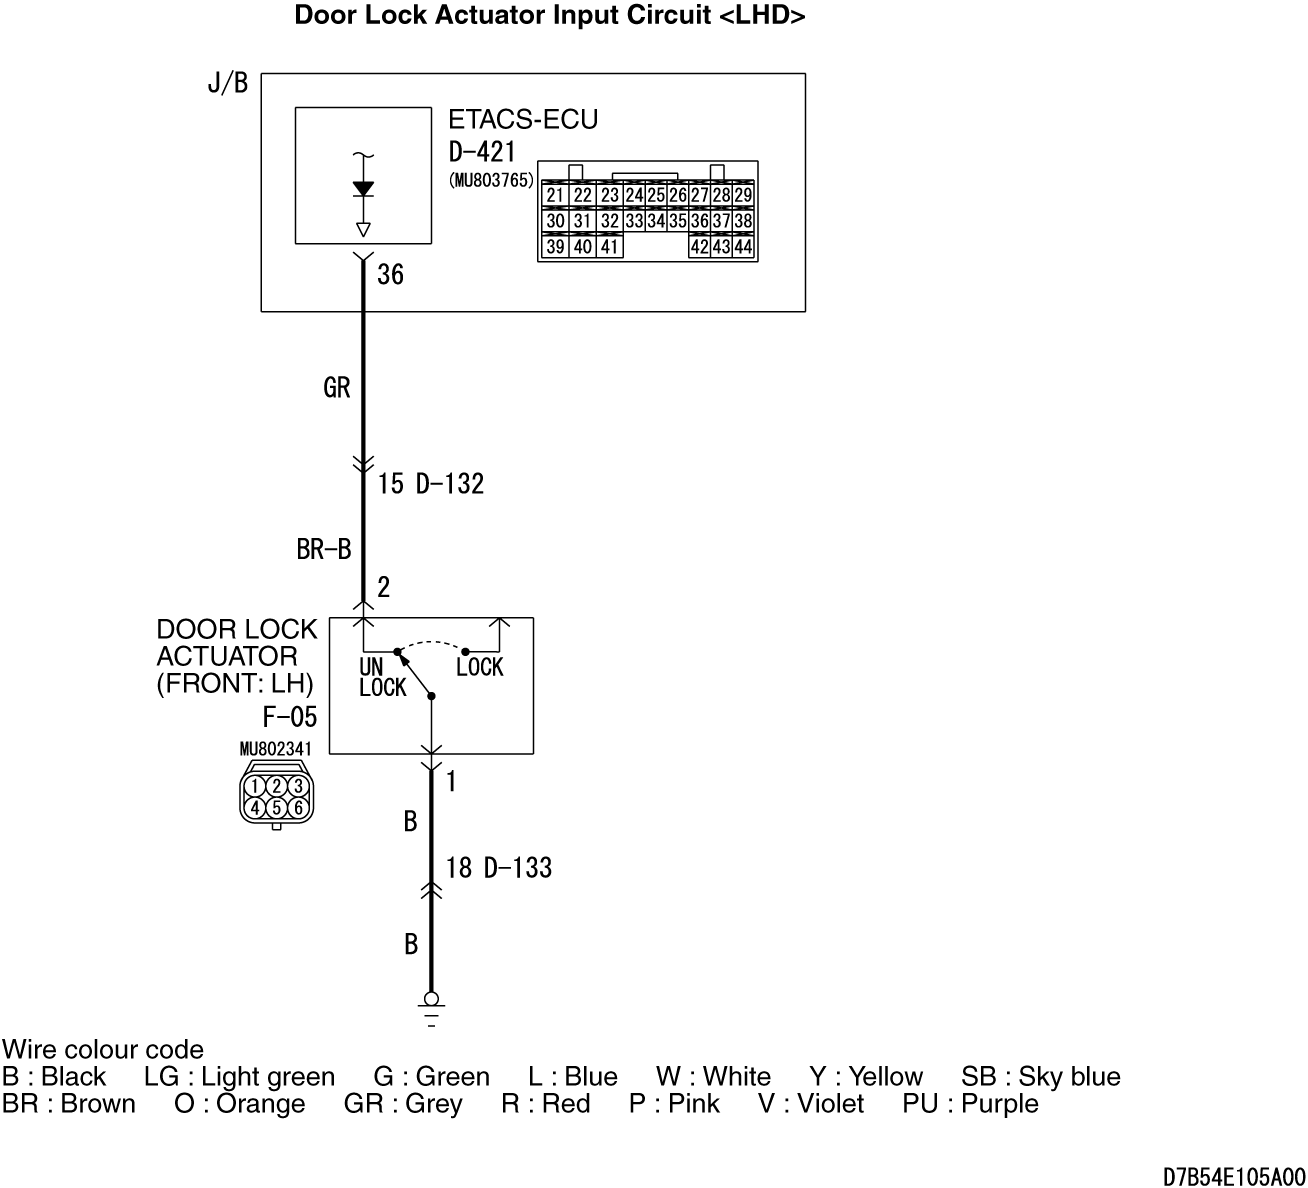 Door Lock Actuator Input Circuit <LHD>
J/B
ETACS-ECU
D-421
(MU803765)
21 22 23 24 25 26 27 28 29
30 31 32 33 34 35 36 37 38
39 40 41 42 43 44
36
GR
15 D-132
BR-B
2
DOOR LOCK
ACTUATOR
(FRONT: LH)
F-05
UN
LOCK
LOCK
MU802341
1 2 3
4 5 6
1
B
18 D-133
B
Wire colour code
B : Black LG : Light green G : Green L : Blue W : White Y : Yellow SB : Sky blue
BR : Brown O : Orange GR : Grey R : Red P : Pink V : Violet PU : Purple
D7B54E105A00